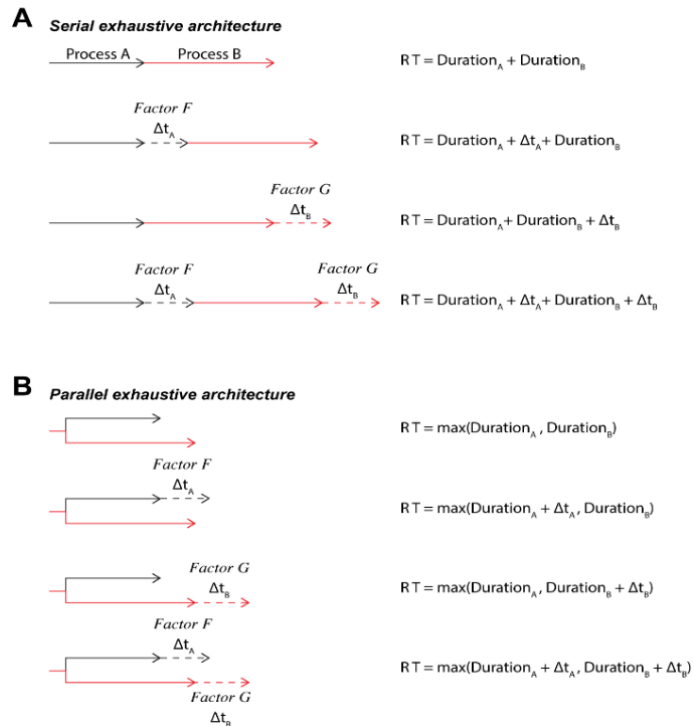 A
Serial exhaustive architecture
Process A Process B RT = Duration_A + Duration_B
Factor F
Δt_A RT = Duration_A + Δt_A + Duration_B
Factor G
Δt_B RT = Duration_A + Duration_B + Δt_B
Factor F Factor G
Δt_A Δt_B RT = Duration_A + Δt_A + Duration_B + Δt_B
B
Parallel exhaustive architecture
RT = max(Duration_A , Duration_B)
Factor F
Δt_A RT = max(Duration_A + Δt_A , Duration_B)
Factor G
Δt_B RT = max(Duration_A , Duration_B + Δt_B)
Factor F
Δt_A RT = max(Duration_A + Δt_A , Duration_B + Δt_B)
Factor G
Δt_B